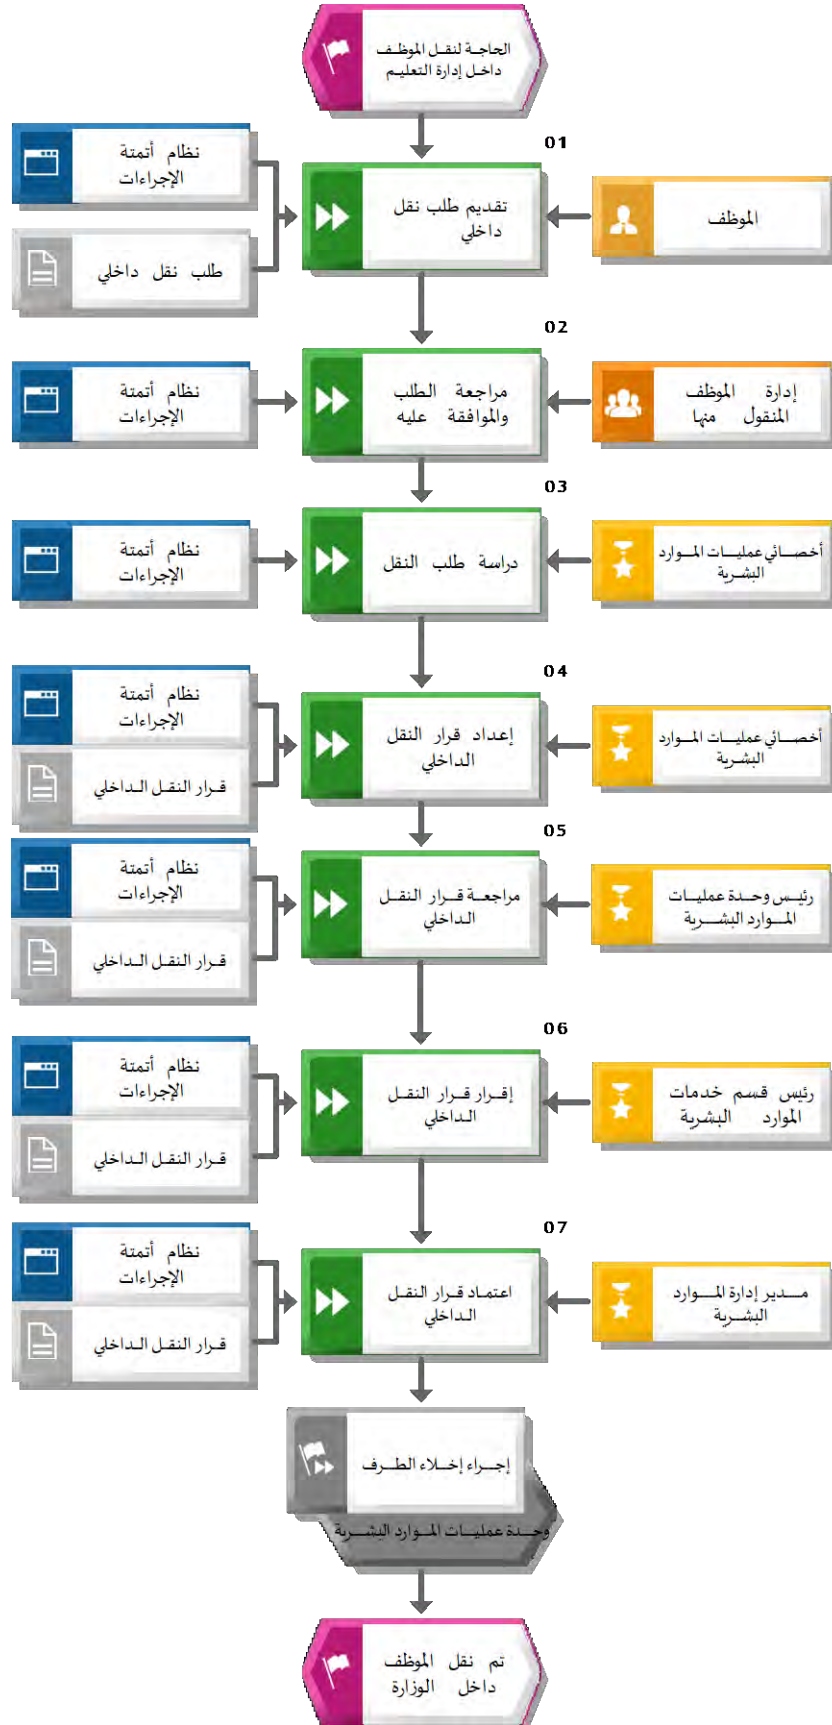 الحاجة لنقل الموظف
داخل إدارة التعليم
01
الموظف
تقديم طلب نقل
داخلي
نظام أتمتة
الإجراءات
طلب نقل داخلي
02
إدارة الموظف
المنقول منها
مراجعة الطلب
والموافقة عليه
نظام أتمتة
الإجراءات
03
أخصائي عمليات الموارد
البشرية
دراسة طلب النقل
نظام أتمتة
الإجراءات
04
أخصائي عمليات الموارد
البشرية
إعداد قرار النقل
الداخلي
نظام أتمتة
الإجراءات
قرار النقل الداخلي
05
رئيس وحدة عمليات
الموارد البشرية
مراجعة قرار النقل
الداخلي
نظام أتمتة
الإجراءات
قرار النقل الداخلي
06
رئيس قسم خدمات
الموارد البشرية
إقرار قرار النقل
الداخلي
نظام أتمتة
الإجراءات
قرار النقل الداخلي
07
مدير إدارة الموارد
البشرية
اعتماد قرار النقل
الداخلي
نظام أتمتة
الإجراءات
قرار النقل الداخلي
إجراء إخلاء الطرف
وحدة عمليات الموارد البشرية
تم نقل الموظف
داخل الوزارة